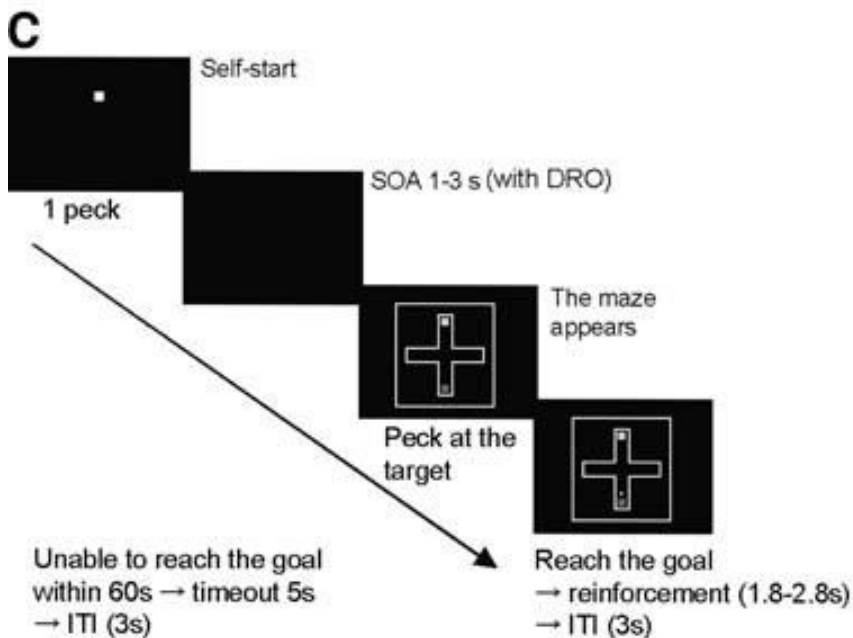 C
Self-start
1 peck
SOA 1-3 s (with DRO)
The maze
appears
Peck at the
target
Unable to reach the goal
within 60s → timeout 5s
→ ITI (3s)
Reach the goal
→ reinforcement (1.8-2.8s)
→ ITI (3s)